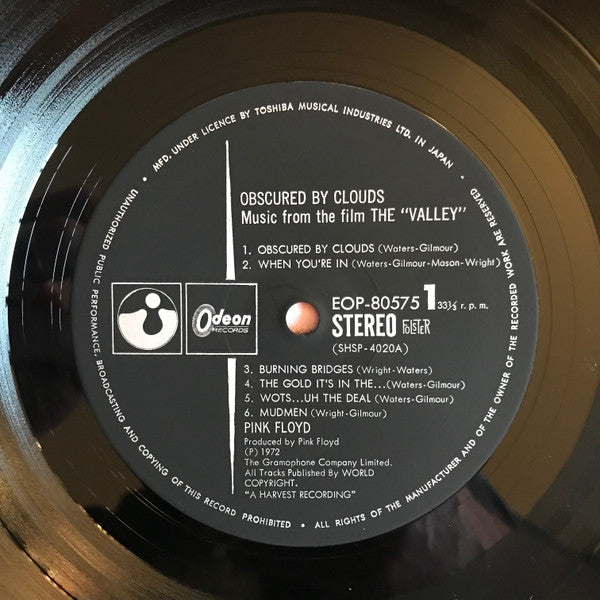 MFD. UNDER LICENCE BY TOSHIBA MUSICAL INDUSTRIES LTD. IN JAPAN •
UNAUTHORIZED PUBLIC PERFORMANCE, BROADCASTING AND COPYING OF THIS RECORD PROHIBITED • ALL RIGHTS OF THE MANUFACTURER AND OF THE OWNER OF THE RECORDED WORK ARE RESERVED
OBSCURED BY CLOUDS
Music from the film THE "VALLEY"
1. OBSCURED BY CLOUDS (Waters-Gilmour)
2. WHEN YOU'RE IN (Waters-Gilmour-Mason-Wright)
Odeon
RECORDS
EOP-80575 1 33⅓ r. p. m.
STEREO
(SHSP-4020A)
3. BURNING BRIDGES (Wright-Waters)
4. THE GOLD IT'S IN THE...(Waters-Gilmour)
5. WOTS...UH THE DEAL (Waters-Gilmour)
6. MUDMEN (Wright-Gilmour)
PINK FLOYD
Produced by Pink Floyd
(P) 1972
The Gramophone Company Limited.
All Tracks Published By WORLD
COPYRIGHT.
"A HARVEST RECORDING"